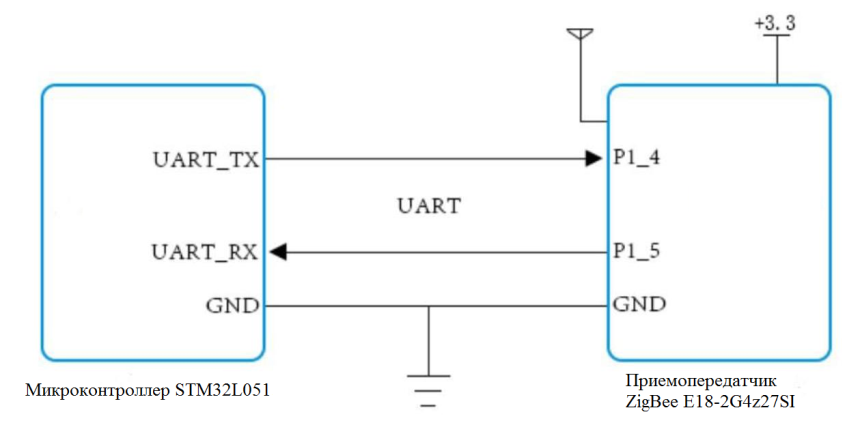 +3.3
UART_TX
P1_4
UART
UART_RX
P1_5
GND
GND
Микроконтроллер STM32L051
Приемопередатчик
ZigBee E18-2G4z27SI